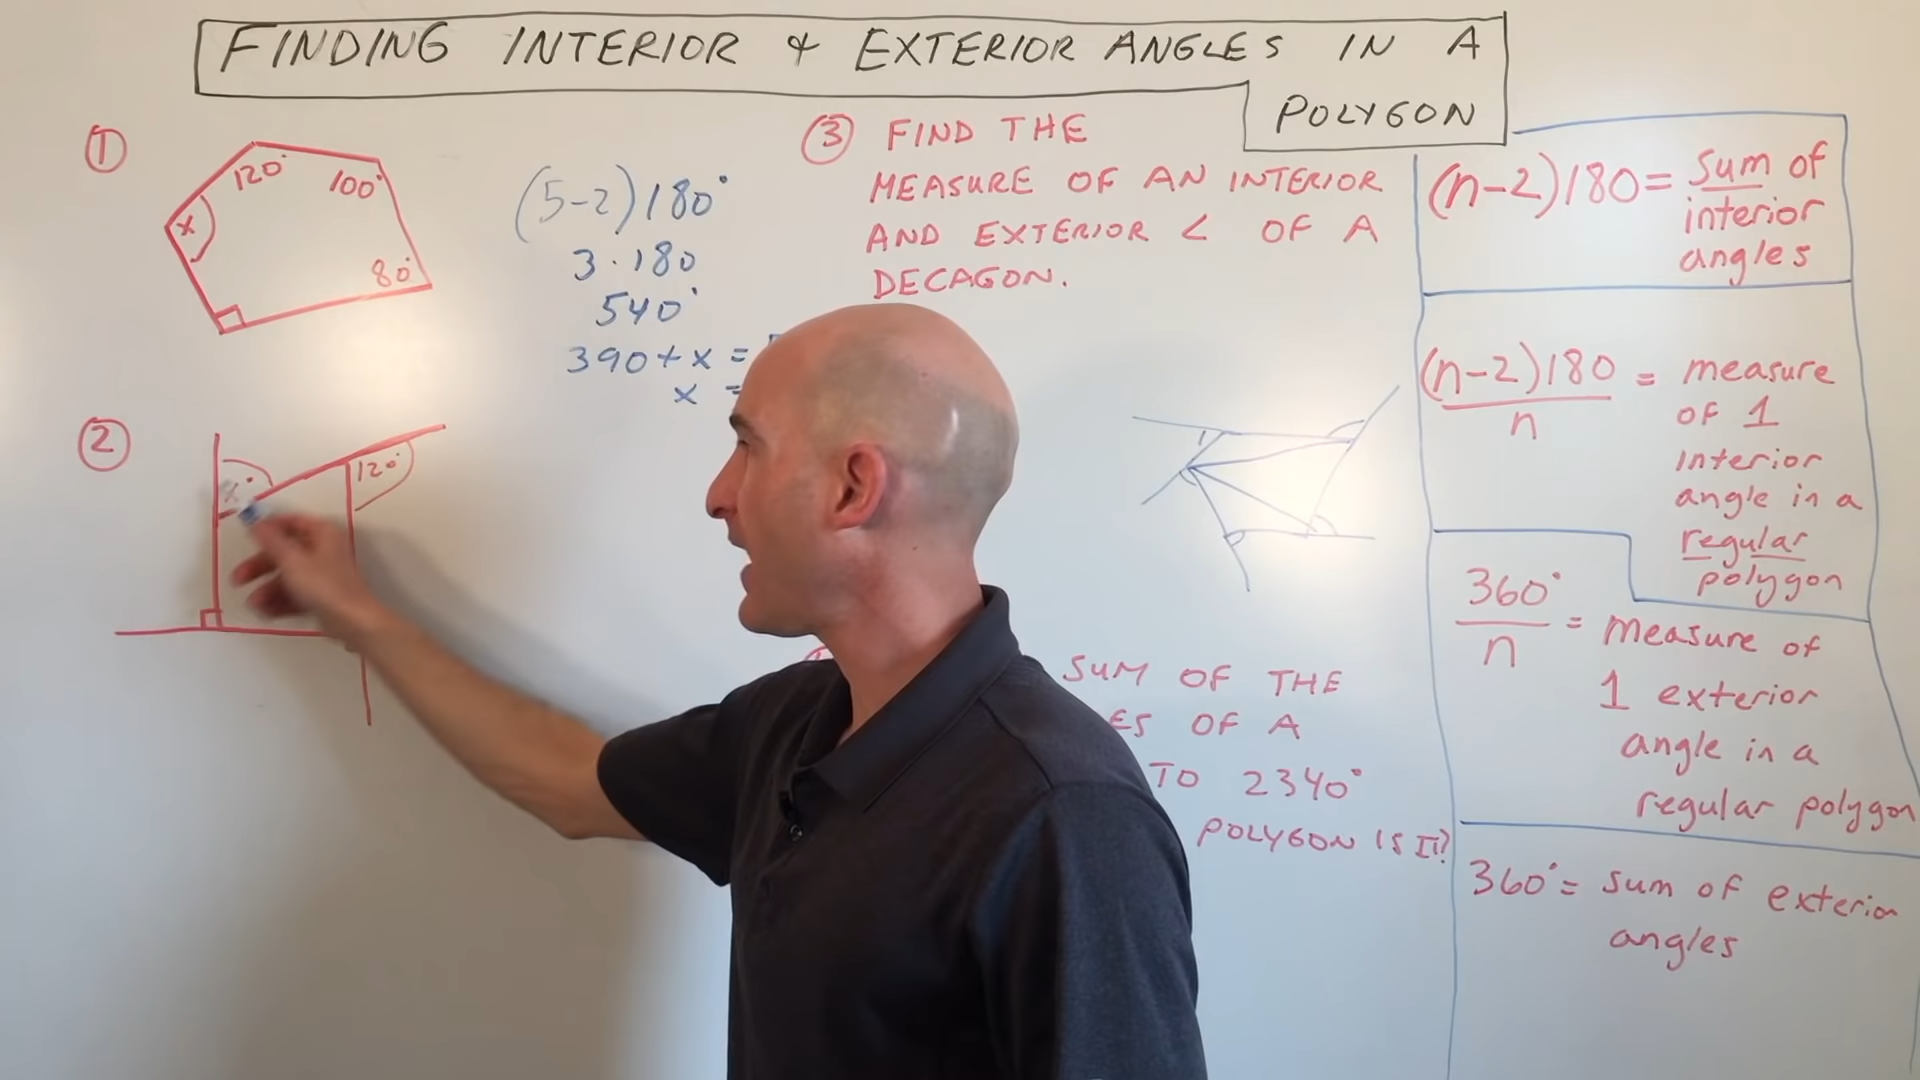 FINDING INTERIOR & EXTERIOR ANGLES IN A
POLYGON
①
120°
100°
x
80°
(5-2)180°
3·180
540°
390+x =
x =
②
x°
120°
③ FIND THE
MEASURE OF AN INTERIOR
AND EXTERIOR < OF A
DECAGON.
SUM OF THE
OF A
TO 2340°
POLYGON IS IT?
(n-2)180 = sum of
interior
angles
(n-2)180
n
= measure
of 1
interior
angle in a
regular
polygon
360°
n
= measure of
1 exterior
angle in a
regular polygon
360° = sum of exterior
angles